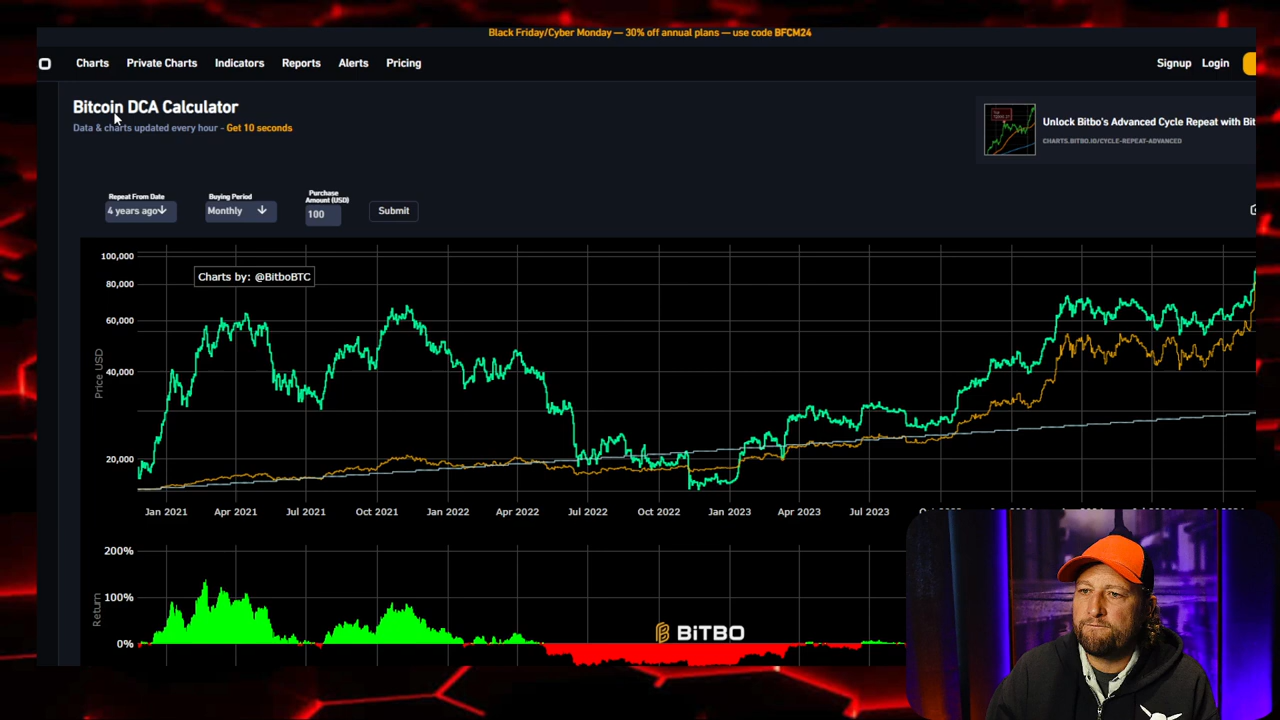 Black Friday/Cyber Monday — 30% off annual plans — use code BFCM24
Charts Private Charts Indicators Reports Alerts Pricing Signup Login
Bitcoin DCA Calculator
Data & charts updated every hour - Get 10 seconds
Unlock Bitbo's Advanced Cycle Repeat with Bit
CHARTS.BITBO.IO/CYCLE-REPEAT-ADVANCED
Repeat From Date
4 years ago
Buying Period
Monthly
Purchase
Amount (USD)
100
Submit
Charts by: @BitboBTC
100,000
80,000
60,000
40,000
20,000
Price USD
Jan 2021 Apr 2021 Jul 2021 Oct 2021 Jan 2022 Apr 2022 Jul 2022 Oct 2022 Jan 2023 Apr 2023 Jul 2023
200%
100%
0%
Return
BiTBO